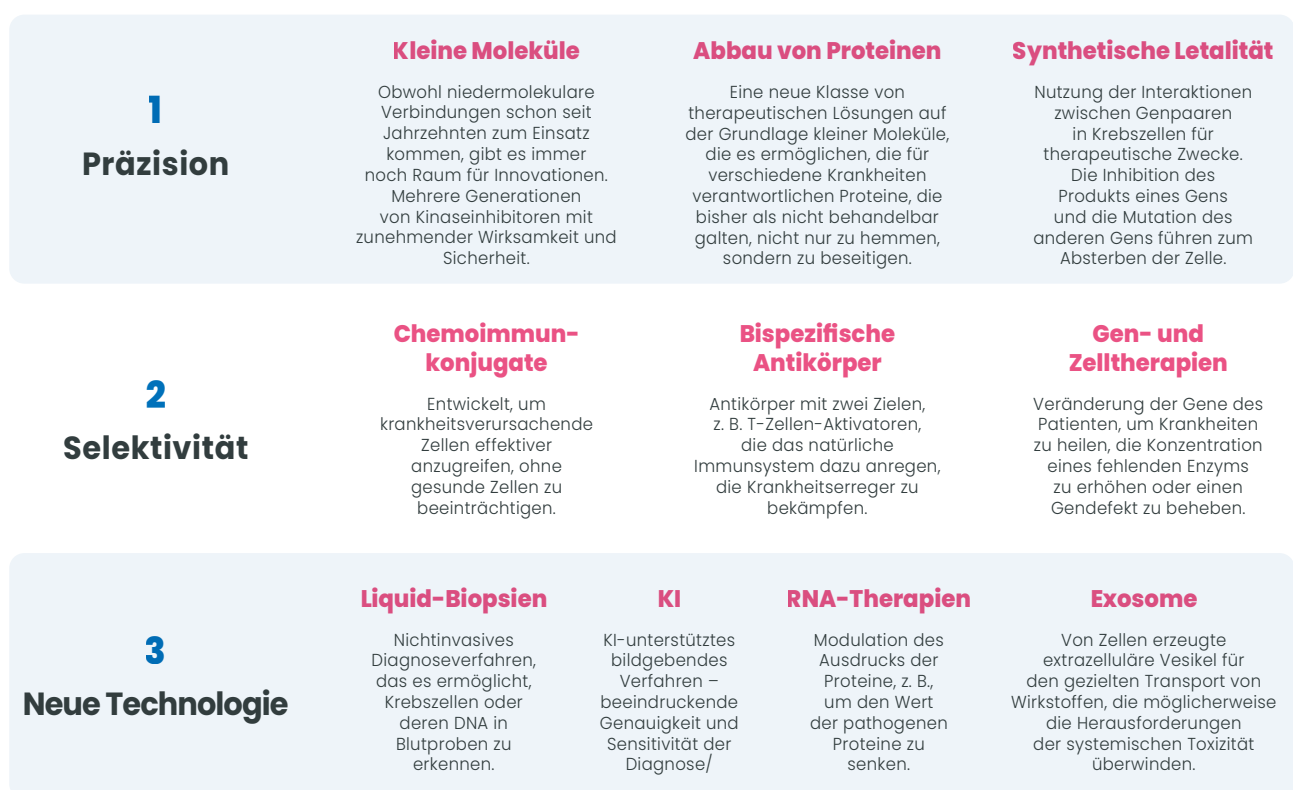 1
Präzision
Kleine Moleküle
Obwohl niedermolekulare
Verbindungen schon seit
Jahrzehnten zum Einsatz
kommen, gibt es immer
noch Raum für Innovationen.
Mehrere Generationen
von Kinaseinhibitoren mit
zunehmender Wirksamkeit und
Sicherheit.
Abbau von Proteinen
Eine neue Klasse von
therapeutischen Lösungen auf
der Grundlage kleiner Moleküle,
die es ermöglichen, die für
verschiedene Krankheiten
verantwortlichen Proteine, die
bisher als nicht behandelbar
galten, nicht nur zu hemmen,
sondern zu beseitigen.
Synthetische Letalität
Nutzung der Interaktionen
zwischen Genpaaren
in Krebszellen für
therapeutische Zwecke.
Die Inhibition des
Produkts eines Gens
und die Mutation des
anderen Gens führen zum
Absterben der Zelle.
2
Selektivität
Chemoimmun-
konjugate
Entwickelt, um
krankheitsverursachende
Zellen effektiver
anzugreifen, ohne
gesunde Zellen zu
beeinträchtigen.
Bispezifische
Antikörper
Antikörper mit zwei Zielen,
z. B. T-Zellen-Aktivatoren,
die das natürliche
Immunsystem dazu anregen,
die Krankheitserreger zu
bekämpfen.
Gen- und
Zelltherapien
Veränderung der Gene des
Patienten, um Krankheiten
zu heilen, die Konzentration
eines fehlenden Enzyms
zu erhöhen oder einen
Gendefekt zu beheben.
3
Neue Technologie
Liquid-Biopsien
Nichtinvasives
Diagnoseverfahren,
das es ermöglicht,
Krebszellen oder
deren DNA in
Blutproben zu
erkennen.
KI
KI-unterstütztes
bildgebendes
Verfahren –
beeindruckende
Genauigkeit und
Sensitivität der
Diagnose/
RNA-Therapien
Modulation des
Ausdrucks der
Proteine, z. B.,
um den Wert
der pathogenen
Proteine zu
senken.
Exosome
Von Zellen erzeugte
extrazelluläre Vesikel für
den gezielten Transport von
Wirkstoffen, die möglicherweise
die Herausforderungen
der systemischen Toxizität
überwinden.